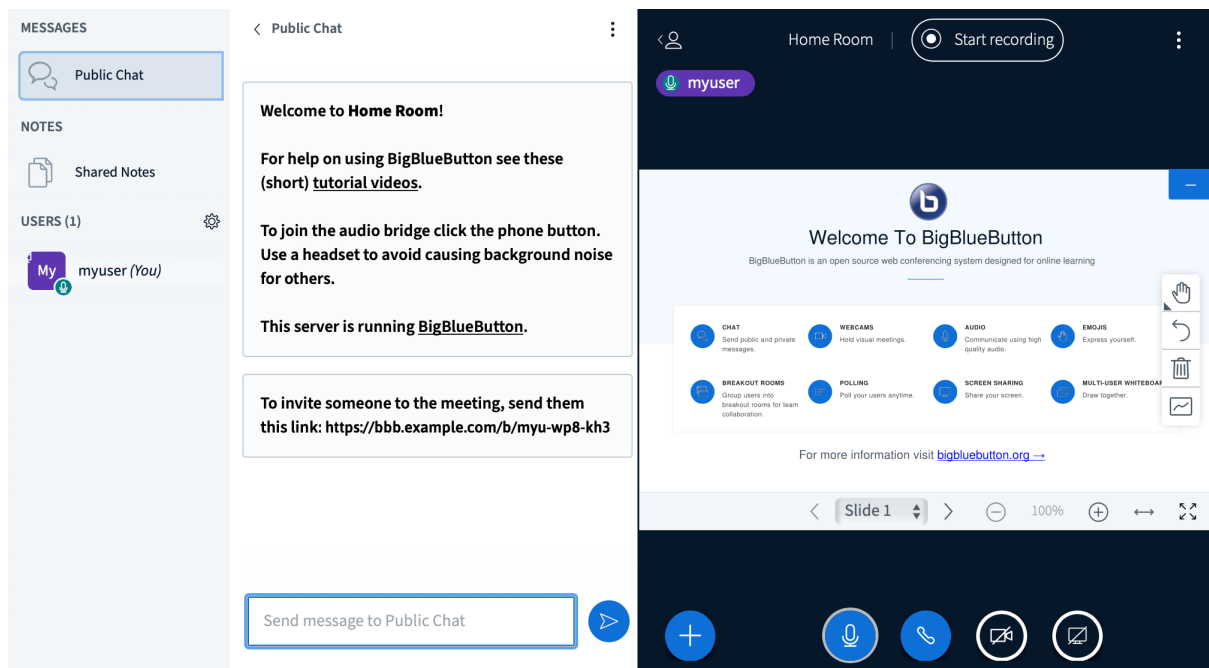 MESSAGES
Public Chat
NOTES
Shared Notes
USERS (1)
My
myuser (You)
Public Chat
Welcome to Home Room!
For help on using BigBlueButton see these
(short) tutorial videos.
To join the audio bridge click the phone button.
Use a headset to avoid causing background noise
for others.
This server is running BigBlueButton.
To invite someone to the meeting, send them
this link: https://bbb.example.com/b/myu-wp8-kh3
Send message to Public Chat
Home Room
Start recording
myuser
b
Welcome To BigBlueButton
BigBlueButton is an open source web conferencing system designed for online learning
CHAT
Send public and private
messages.
WEBCAMS
Hold visual meetings.
AUDIO
Communicate using high
quality audio.
EMOJIS
Express yourself.
BREAKOUT ROOMS
Group users into
breakout rooms for team
collaboration.
POLLING
Poll your users anytime.
SCREEN SHARING
Share your screen.
MULTI-USER WHITEBOAR
Draw together.
For more information visit bigbluebutton.org →
Slide 1
100%